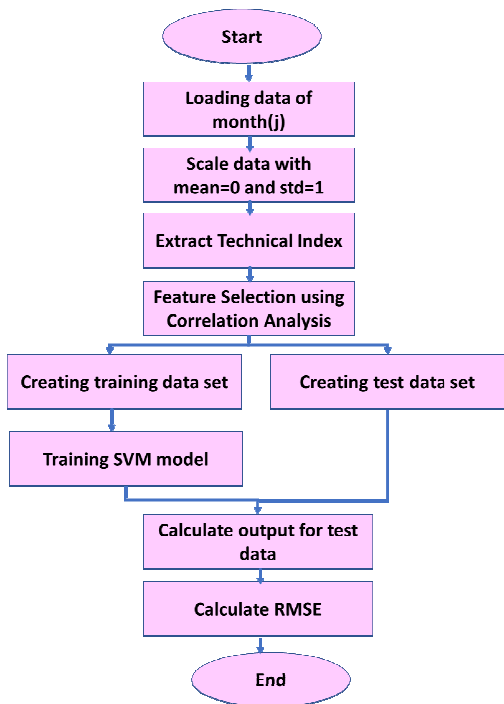 Start
Loading data of
month(j)
Scale data with
mean=0 and std=1
Extract Technical Index
Feature Selection using
Correlation Analysis
Creating training data set
Creating test data set
Training SVM model
Calculate output for test
data
Calculate RMSE
End